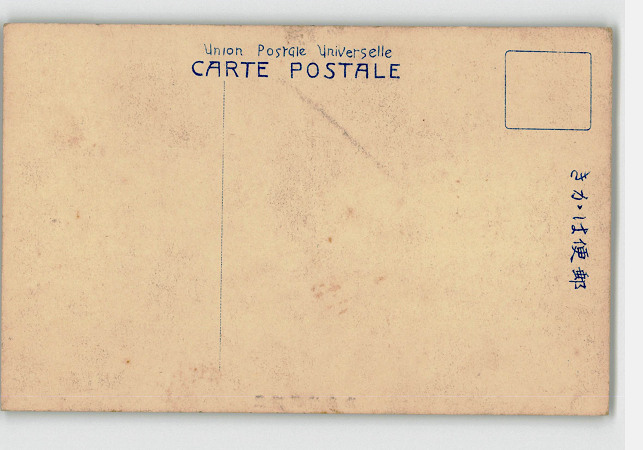 Union Postale Universelle
CARTE POSTALE
きがは便郵